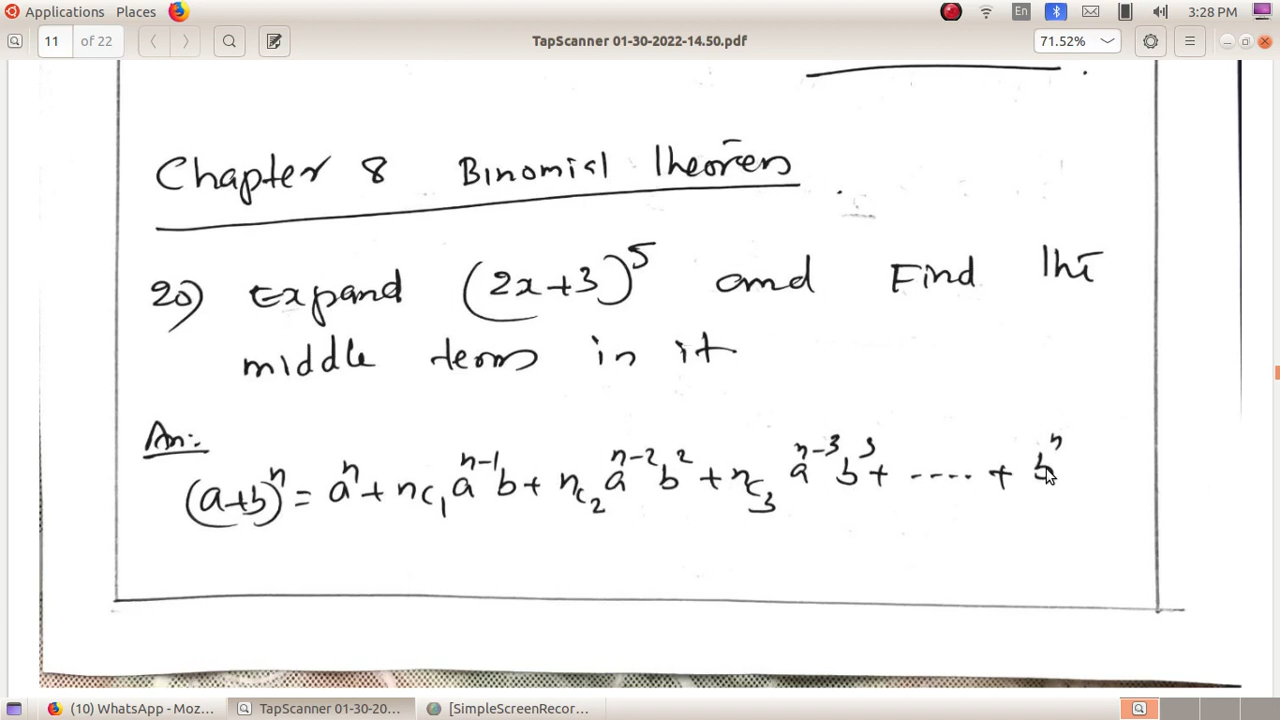 Applications Places En 3:28 PM
11 of 22 TapScanner 01-30-2022-14.50.pdf 71.52%
Chapter 8 Binomial Theorem
20) Expand (2x+3)^5 and Find the
middle term in it
An:-
(a+b)^n = a^n + nc₁ a^n-1 b + nc₂ a^n-2 b^2 + nc₃ a^n-3 b^3 + ..... + b^n
(10) WhatsApp - Moz... TapScanner 01-30-20... [SimpleScreenRecor...